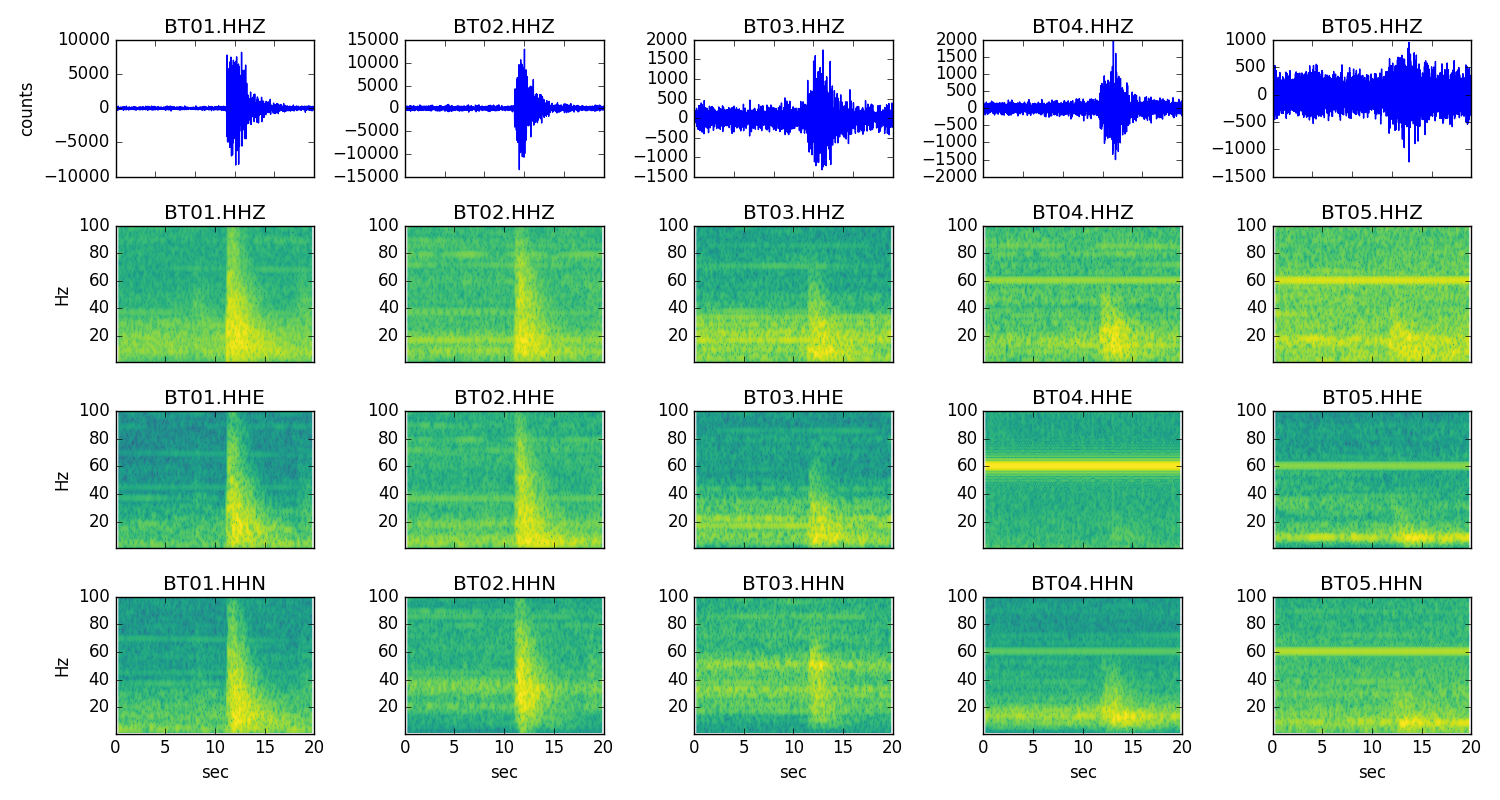 BT01.HHZ BT02.HHZ BT03.HHZ BT04.HHZ BT05.HHZ
10000 15000 2000 2000 1000
5000 10000 1500 1500 500
0 5000 1000 1000 0
−5000 0 500 500 −500
−10000 −5000 0 0 −1000
−10000 −500 −500 −1500
−15000 −1000 −1000
−1500 −1500
−2000
counts
BT01.HHZ BT02.HHZ BT03.HHZ BT04.HHZ BT05.HHZ
100 100 100 100 100
80 80 80 80 80
60 60 60 60 60
Hz
40 40 40 40 40
20 20 20 20 20
BT01.HHE BT02.HHE BT03.HHE BT04.HHE BT05.HHE
100 100 100 100 100
80 80 80 80 80
60 60 60 60 60
Hz
40 40 40 40 40
20 20 20 20 20
BT01.HHN BT02.HHN BT03.HHN BT04.HHN BT05.HHN
100 100 100 100 100
80 80 80 80 80
60 60 60 60 60
Hz
40 40 40 40 40
20 20 20 20 20
0 5 10 15 20 0 5 10 15 20 0 5 10 15 20 0 5 10 15 20 0 5 10 15 20
sec sec sec sec sec